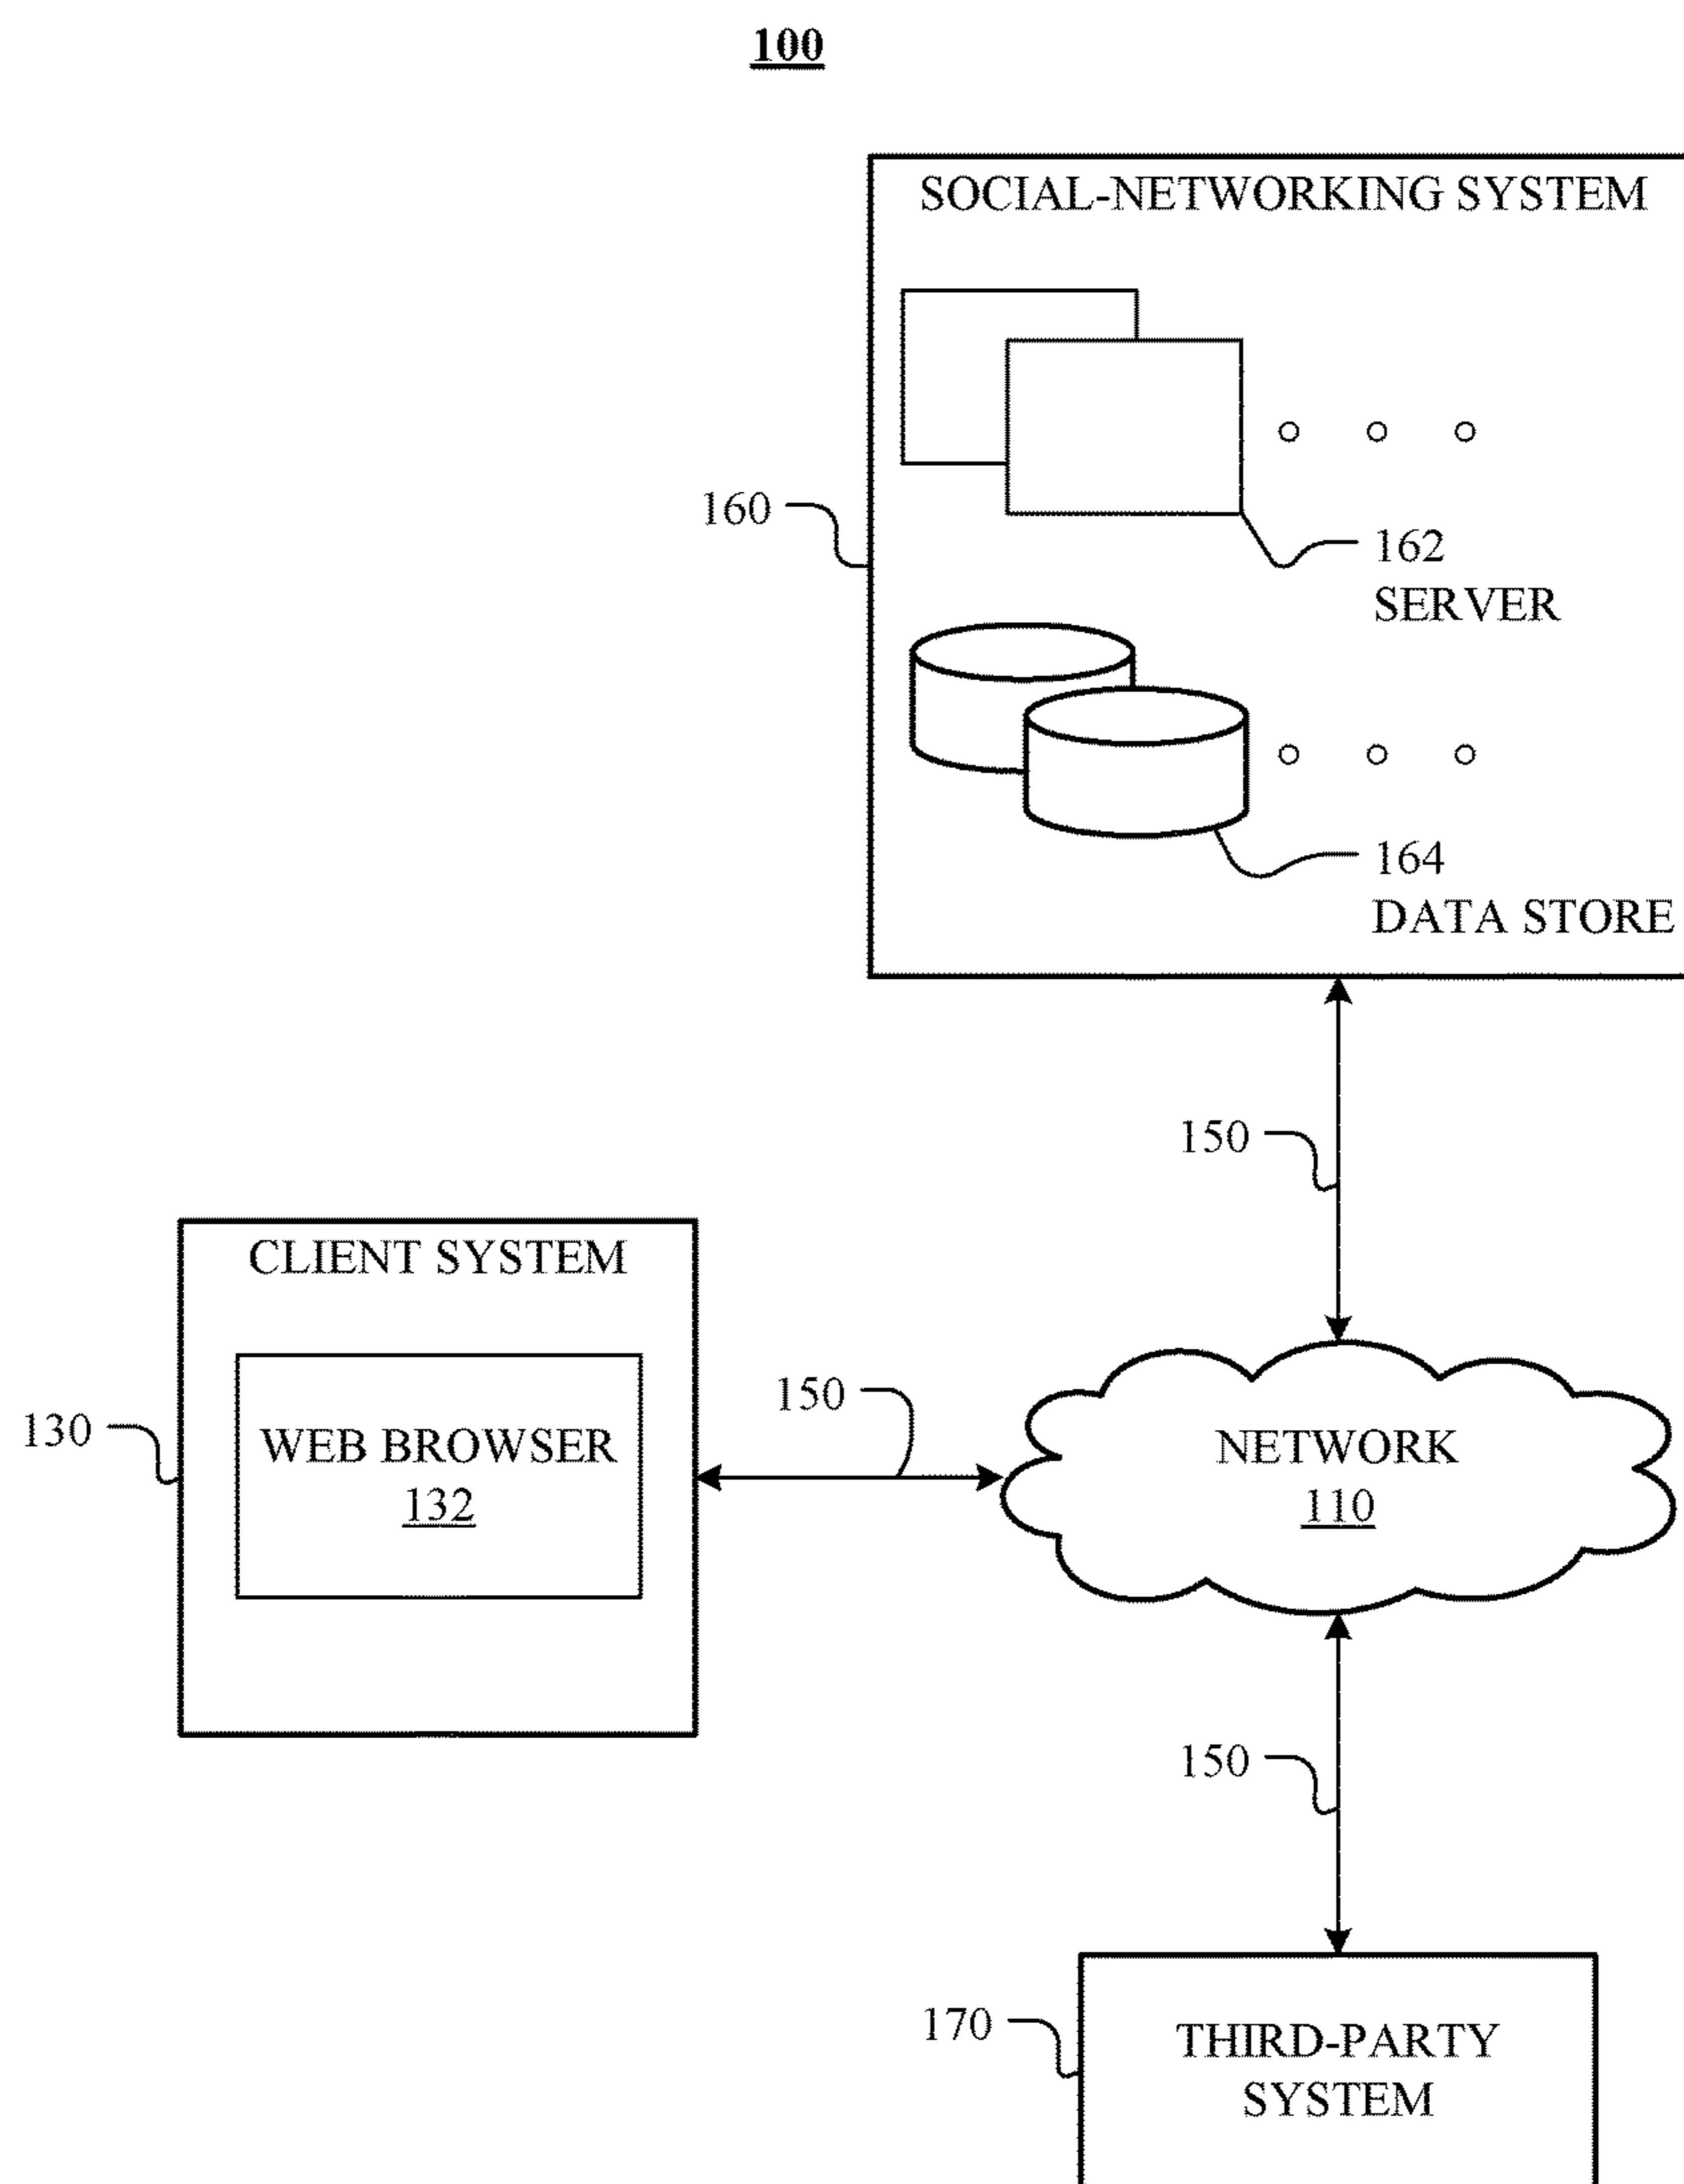 100
SOCIAL-NETWORKING SYSTEM
160
162
SERVER
164
DATA STORE
150
CLIENT SYSTEM
130
WEB BROWSER
132
150
NETWORK
110
150
170
THIRD-PARTY
SYSTEM